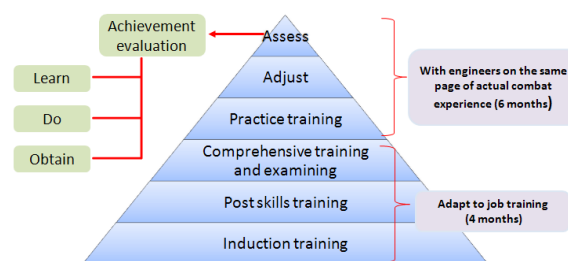 Achievement
evaluation
Learn
Do
Obtain
Assess
Adjust
Practice training
Comprehensive training
and examining
Post skills training
Induction training
With engineers on the same
page of actual combat
experience (6 months)
Adapt to job training
(4 months)